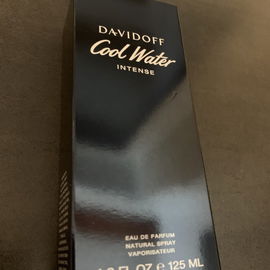 DAVIDOFF
Cool Water
INTENSE
EAU DE PARFUM
NATURAL SPRAY
VAPORISATEUR
FL OZ ℮ 125 ML